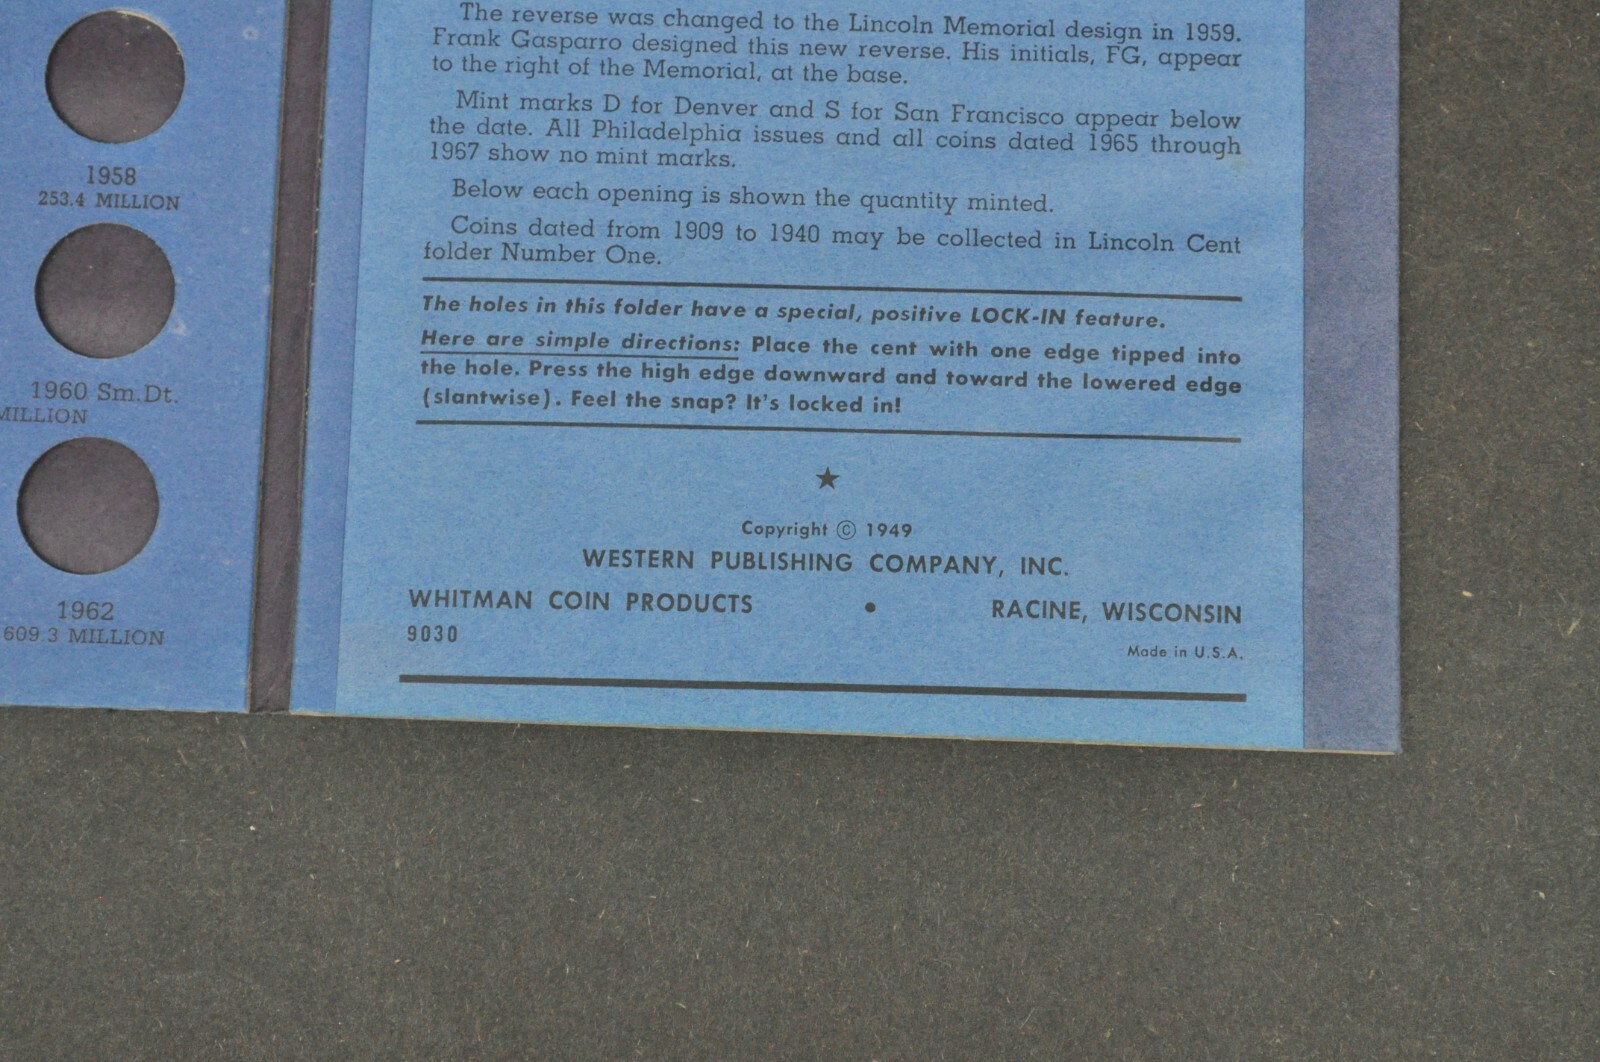 1958
253.4 MILLION
1960 Sm.Dt.
MILLION
1962
609.3 MILLION
The reverse was changed to the Lincoln Memorial design in 1959.
Frank Gasparro designed this new reverse. His initials, FG, appear
to the right of the Memorial, at the base.
Mint marks D for Denver and S for San Francisco appear below
the date. All Philadelphia issues and all coins dated 1965 through
1967 show no mint marks.
Below each opening is shown the quantity minted.
Coins dated from 1909 to 1940 may be collected in Lincoln Cent
folder Number One.
The holes in this folder have a special, positive LOCK-IN feature.
Here are simple directions: Place the cent with one edge tipped into
the hole. Press the high edge downward and toward the lowered edge
(slantwise). Feel the snap? It's locked in!
★
Copyright © 1949
WESTERN PUBLISHING COMPANY, INC.
WHITMAN COIN PRODUCTS • RACINE, WISCONSIN
9030
Made in U.S.A.